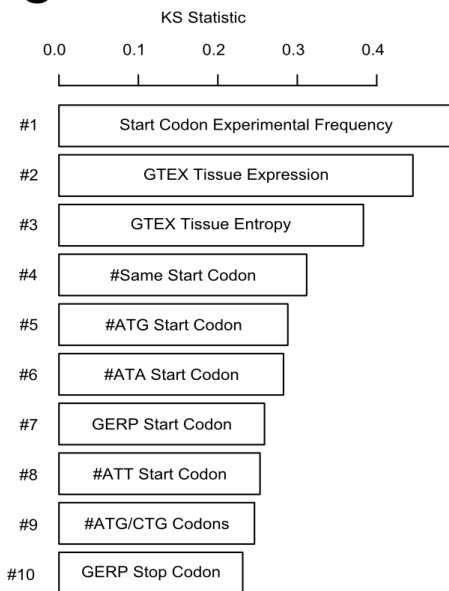 KS Statistic
0.0 0.1 0.2 0.3 0.4
#1 Start Codon Experimental Frequency
#2 GTEX Tissue Expression
#3 GTEX Tissue Entropy
#4 #Same Start Codon
#5 #ATG Start Codon
#6 #ATA Start Codon
#7 GERP Start Codon
#8 #ATT Start Codon
#9 #ATG/CTG Codons
#10 GERP Stop Codon